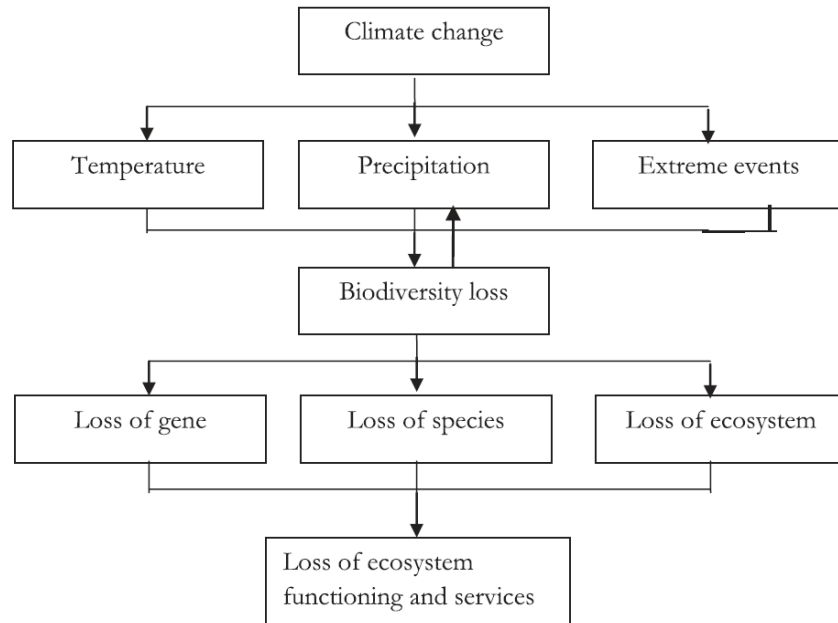 Climate change
Temperature
Precipitation
Extreme events
Biodiversity loss
Loss of gene
Loss of species
Loss of ecosystem
Loss of ecosystem
functioning and services